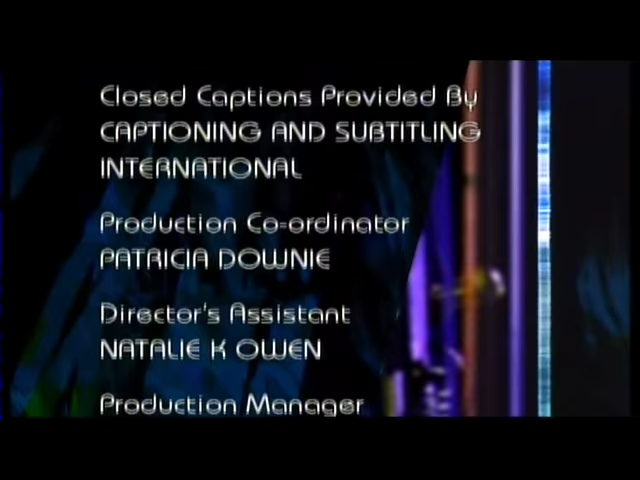 Closed Captions Provided By
CAPTIONING AND SUBTITLING
INTERNATIONAL
Production Co-ordinator
PATRICIA DOWNIE
Director's Assistant
NATALIE K OWEN
Production Manager